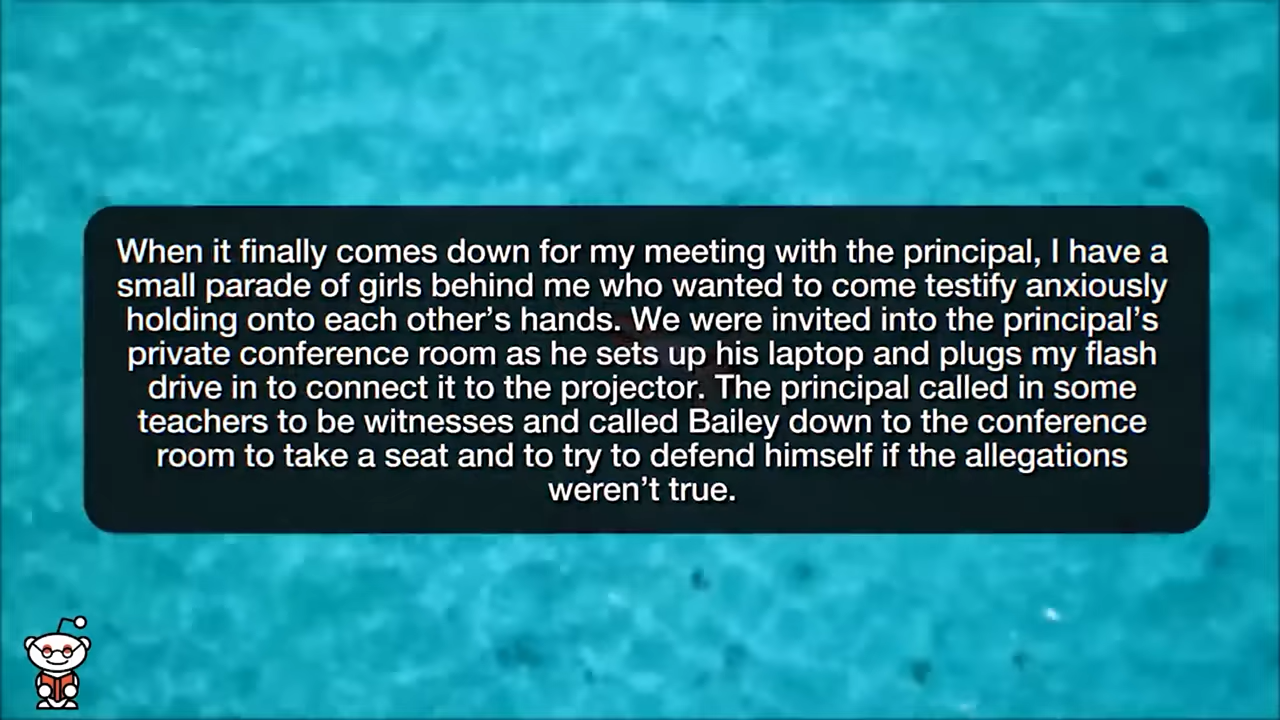 When it finally comes down for my meeting with the principal, I have a
small parade of girls behind me who wanted to come testify anxiously
holding onto each other’s hands. We were invited into the principal’s
private conference room as he sets up his laptop and plugs my flash
drive in to connect it to the projector. The principal called in some
teachers to be witnesses and called Bailey down to the conference
room to take a seat and to try to defend himself if the allegations
weren’t true.